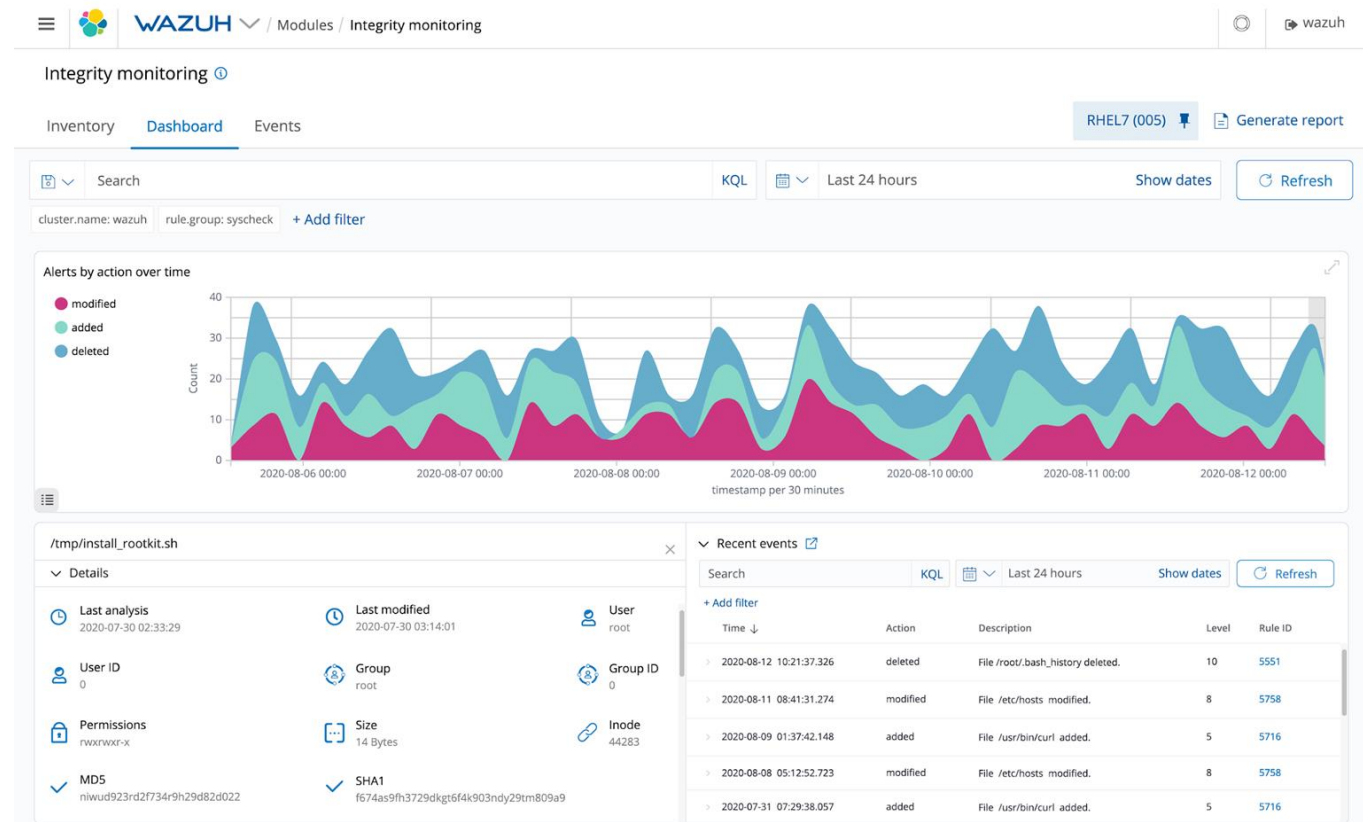 WAZUH / Modules / Integrity monitoring
wazuh
Integrity monitoring
Inventory Dashboard Events
RHEL7 (005) Generate report
Search KQL Last 24 hours Show dates Refresh
cluster.name: wazuh rule.group: syscheck + Add filter
Alerts by action over time
modified
added
deleted
Count
40
30
20
10
0
2020-08-06 00:00 2020-08-07 00:00 2020-08-08 00:00 2020-08-09 00:00 2020-08-10 00:00 2020-08-11 00:00 2020-08-12 00:00
timestamp per 30 minutes
/tmp/install_rootkit.sh
Details
Last analysis
2020-07-30 02:33:29
Last modified
2020-07-30 03:14:01
User
root
User ID
0
Group
root
Group ID
0
Permissions
rwxrwxr-x
Size
14 Bytes
Inode
44283
MD5
niwud923rd2f734r9h29d82d022
SHA1
f674as9fh3729dkgt6f4k903ndy29tm809a9
Recent events
Search KQL Last 24 hours Show dates Refresh
+ Add filter
Time Action Description Level Rule ID
2020-08-12 10:21:37.326 deleted File /root/.bash_history deleted. 10 5551
2020-08-11 08:41:31.274 modified File /etc/hosts modified. 8 5758
2020-08-09 01:37:42.148 added File /usr/bin/curl added. 5 5716
2020-08-08 05:12:52.723 modified File /etc/hosts modified. 8 5758
2020-07-31 07:29:38.057 added File /usr/bin/curl added. 5 5716